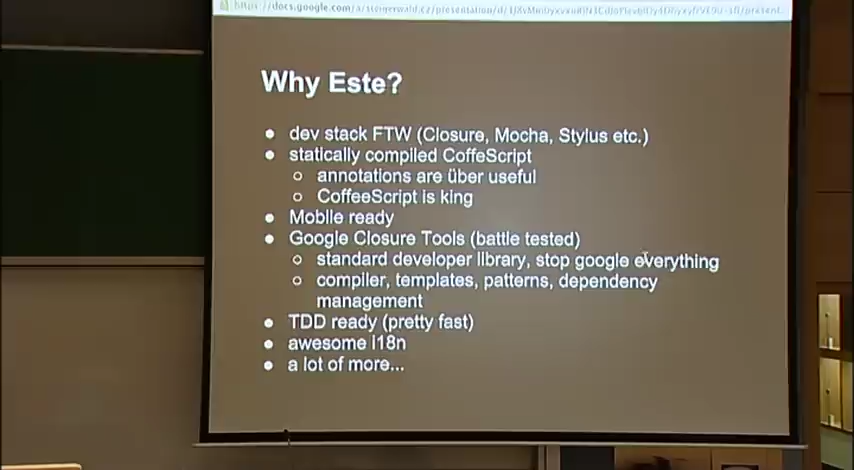 Why Este?
● dev stack FTW (Closure, Mocha, Stylus etc.)
● statically compiled CoffeScript
○ annotations are über useful
○ CoffeeScript is king
● Mobile ready
● Google Closure Tools (battle tested)
○ standard developer library, stop google everything
○ compiler, templates, patterns, dependency
management
● TDD ready (pretty fast)
● awesome i18n
● a lot of more...